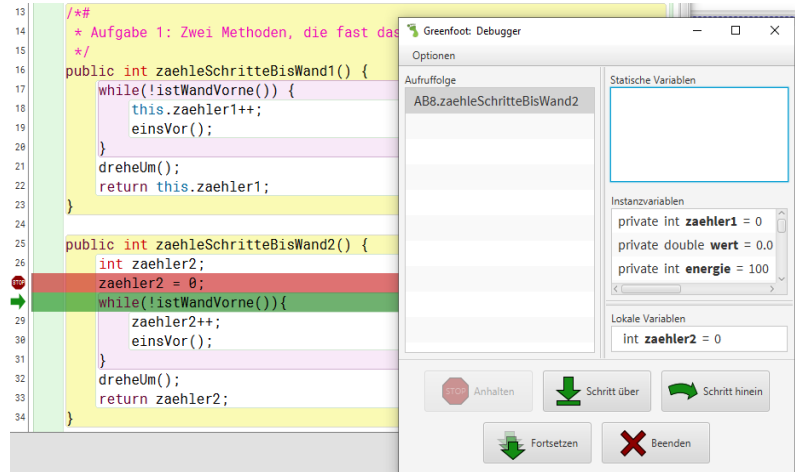 13 /*#
14 * Aufgabe 1: Zwei Methoden, die fast das
15 */
16 public int zaehleSchritteBisWand1() {
17 while(!istWandVorne()) {
18 this.zaehler1++;
19 einsVor();
20 }
21 dreheUm();
22 return this.zaehler1;
23 }
24
25 public int zaehleSchritteBisWand2() {
26 int zaehler2;
STOP zaehler2 = 0;
while(!istWandVorne()){
29 zaehler2++;
30 einsVor();
31 }
32 dreheUm();
33 return zaehler2;
34 }
Greenfoot: Debugger
Optionen
Aufruffolge
AB8.zaehleSchritteBisWand2
Statische Variablen
Instanzvariablen
private int zaehler1 = 0
private double wert = 0.0
private int energie = 100
Lokale Variablen
int zaehler2 = 0
STOP Anhalten
Schritt über
Schritt hinein
Fortsetzen
Beenden